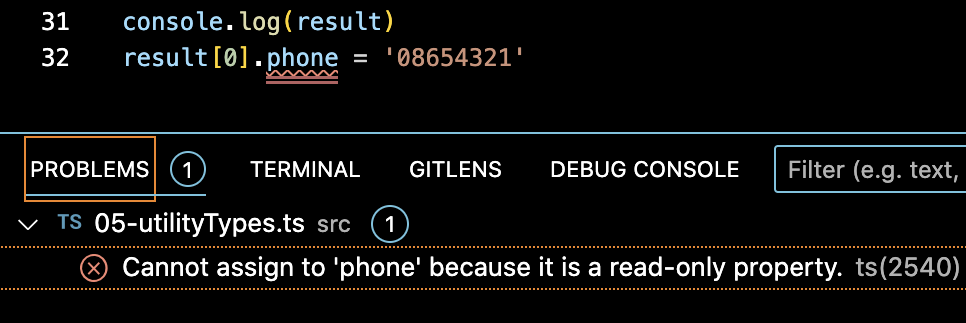 31 console.log(result)
32 result[0].phone = '08654321'
PROBLEMS 1 TERMINAL GITLENS DEBUG CONSOLE Filter (e.g. text,
TS 05-utilityTypes.ts src 1
Cannot assign to 'phone' because it is a read-only property. ts(2540)